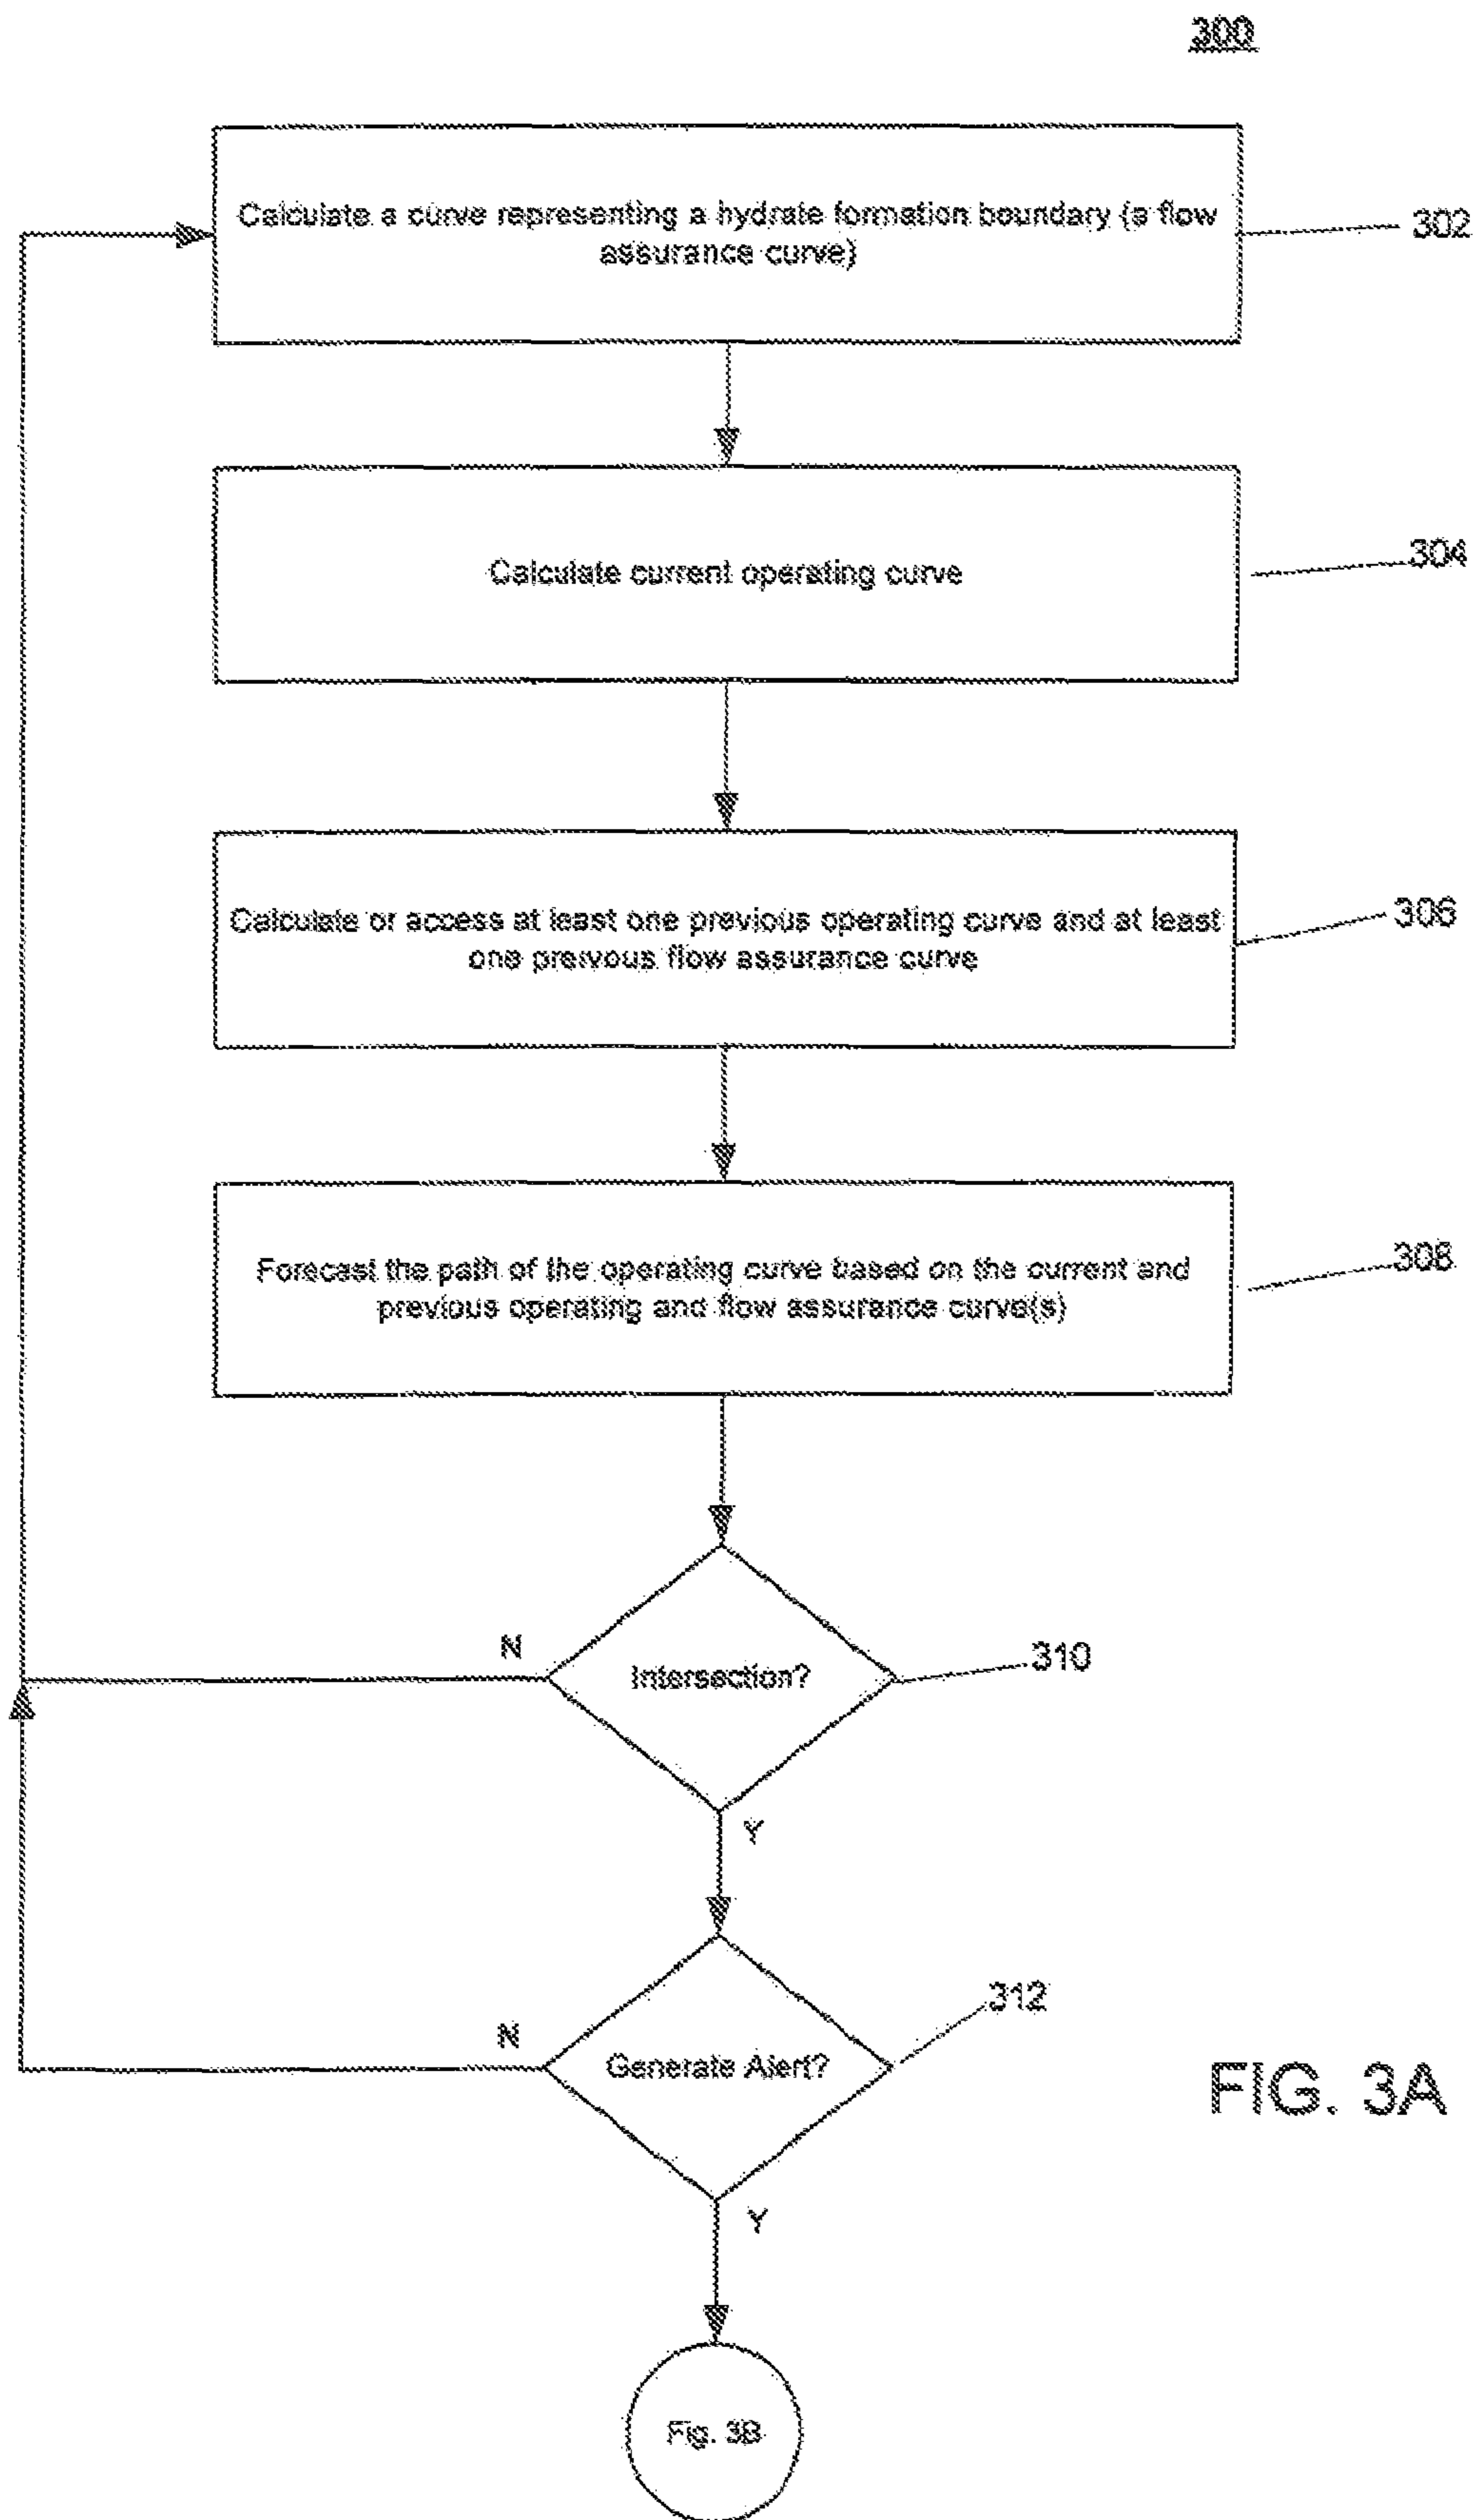 300
Calculate a curve representing a hydrate formation boundary (a flow
assurance curve)
302
Calculate current operating curve
304
Calculate or access at least one previous operating curve and at least
one preivous flow assurance curve
306
Forecast the path of the operating curve based on the current and
previous operating and flow assurance curve(s)
308
N
Intersection?
310
Y
N
Generate Alert?
312
FIG. 3A
Y
Fig. 3B